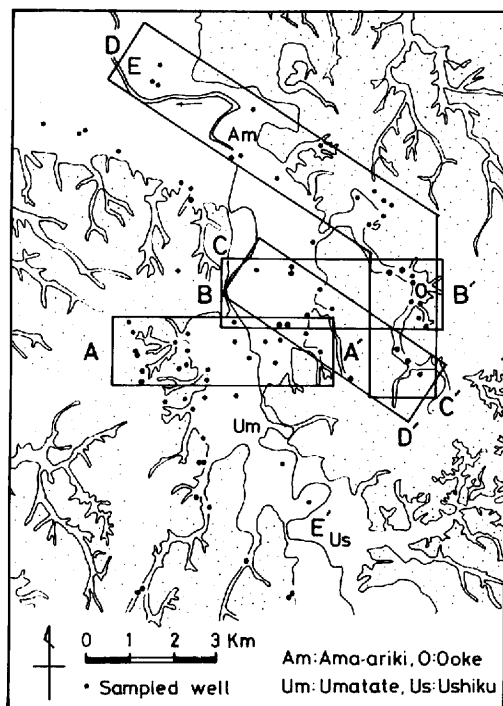 D
E
Am
C
B
O
B′
A
A′
C′
D′
Um
E′
Us
0 1 2 3 Km
• Sampled well
Am: Ama-ariki, O: Ooke
Um: Umatate, Us: Ushiku